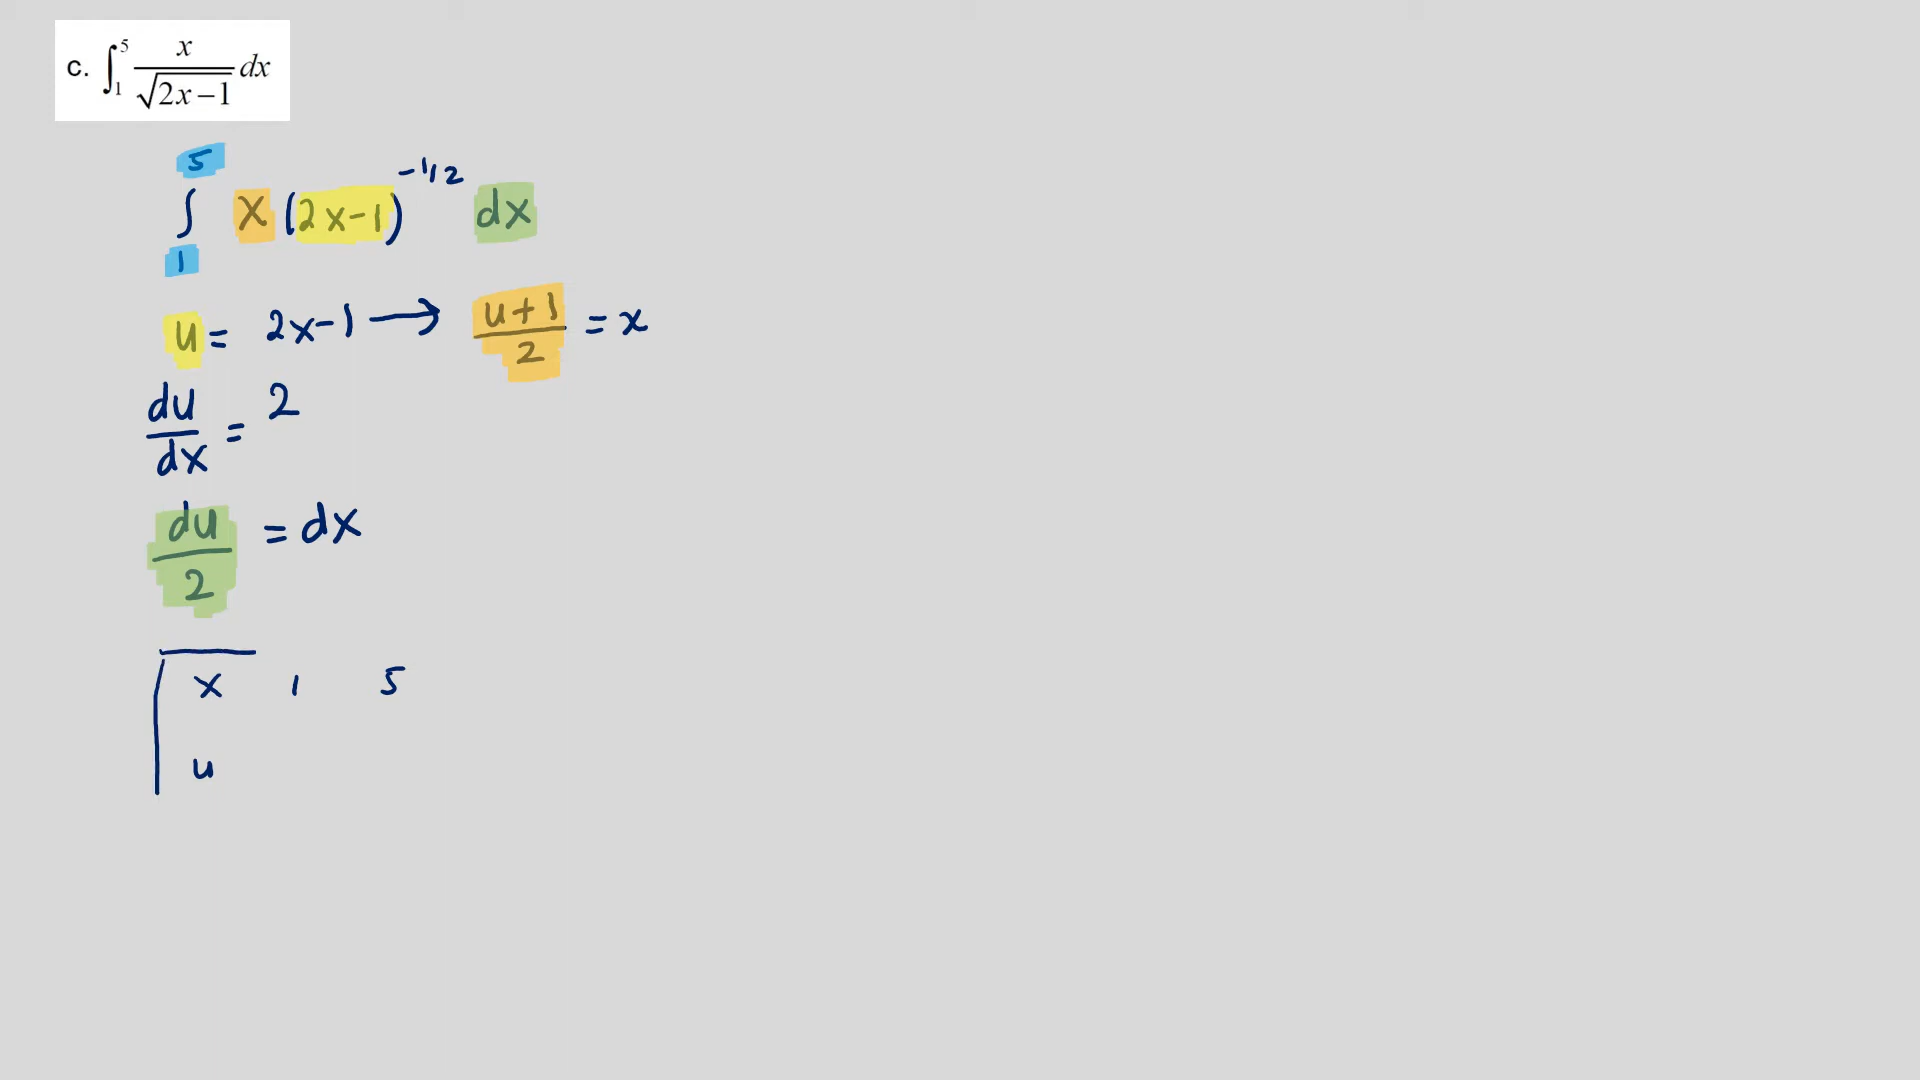 c. ∫₁⁵ x/√(2x−1) dx
5
∫ x (2x-1)^(-1/2) dx
1
u = 2x-1 → (u+1)/2 = x
du/dx = 2
du/2 = dx
x 1 5
u